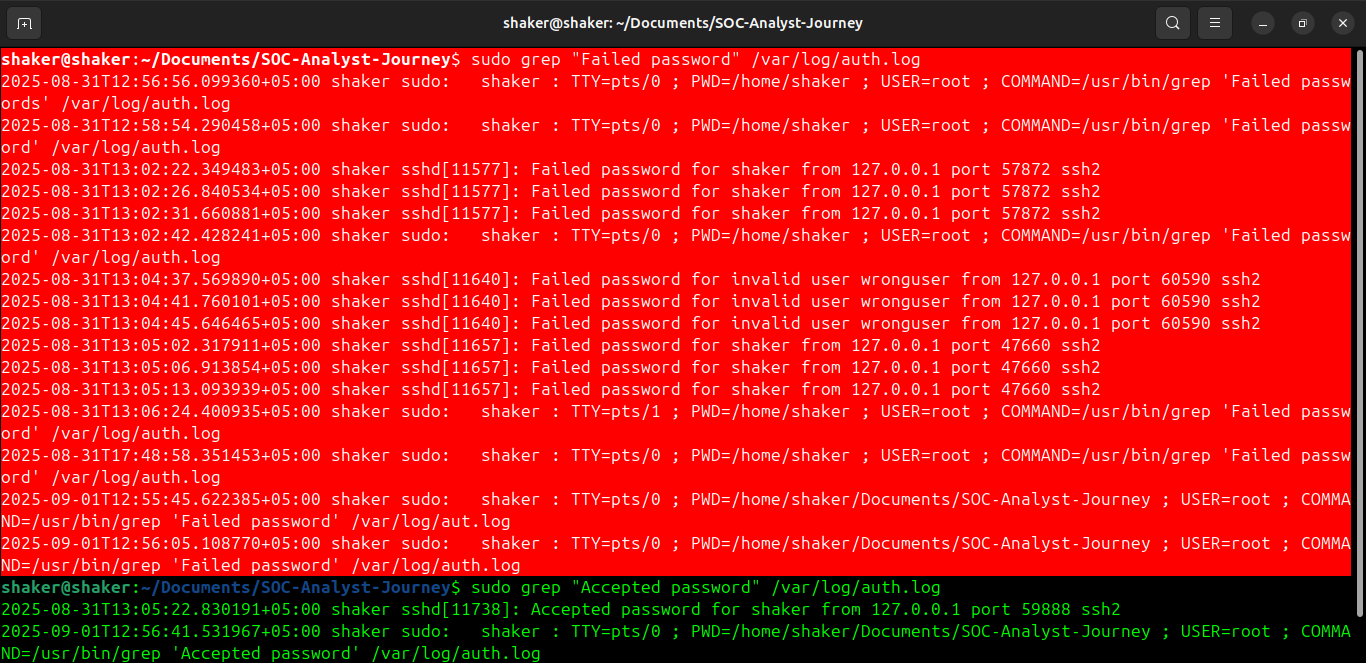 shaker@shaker: ~/Documents/SOC-Analyst-Journey
shaker@shaker:~/Documents/SOC-Analyst-Journey$ sudo grep "Failed password" /var/log/auth.log
2025-08-31T12:56:56.099360+05:00 shaker sudo:   shaker : TTY=pts/0 ; PWD=/home/shaker ; USER=root ; COMMAND=/usr/bin/grep 'Failed passw
ords' /var/log/auth.log
2025-08-31T12:58:54.290458+05:00 shaker sudo:   shaker : TTY=pts/0 ; PWD=/home/shaker ; USER=root ; COMMAND=/usr/bin/grep 'Failed passw
ord' /var/log/auth.log
2025-08-31T13:02:22.349483+05:00 shaker sshd[11577]: Failed password for shaker from 127.0.0.1 port 57872 ssh2
2025-08-31T13:02:26.840534+05:00 shaker sshd[11577]: Failed password for shaker from 127.0.0.1 port 57872 ssh2
2025-08-31T13:02:31.660881+05:00 shaker sshd[11577]: Failed password for shaker from 127.0.0.1 port 57872 ssh2
2025-08-31T13:02:42.428241+05:00 shaker sudo:   shaker : TTY=pts/0 ; PWD=/home/shaker ; USER=root ; COMMAND=/usr/bin/grep 'Failed passw
ord' /var/log/auth.log
2025-08-31T13:04:37.569890+05:00 shaker sshd[11640]: Failed password for invalid user wronguser from 127.0.0.1 port 60590 ssh2
2025-08-31T13:04:41.760101+05:00 shaker sshd[11640]: Failed password for invalid user wronguser from 127.0.0.1 port 60590 ssh2
2025-08-31T13:04:45.646465+05:00 shaker sshd[11640]: Failed password for invalid user wronguser from 127.0.0.1 port 60590 ssh2
2025-08-31T13:05:02.317911+05:00 shaker sshd[11657]: Failed password for shaker from 127.0.0.1 port 47660 ssh2
2025-08-31T13:05:06.913854+05:00 shaker sshd[11657]: Failed password for shaker from 127.0.0.1 port 47660 ssh2
2025-08-31T13:05:13.093939+05:00 shaker sshd[11657]: Failed password for shaker from 127.0.0.1 port 47660 ssh2
2025-08-31T13:06:24.400935+05:00 shaker sudo:   shaker : TTY=pts/1 ; PWD=/home/shaker ; USER=root ; COMMAND=/usr/bin/grep 'Failed passw
ord' /var/log/auth.log
2025-08-31T17:48:58.351453+05:00 shaker sudo:   shaker : TTY=pts/0 ; PWD=/home/shaker ; USER=root ; COMMAND=/usr/bin/grep 'Failed passw
ord' /var/log/auth.log
2025-09-01T12:55:45.622385+05:00 shaker sudo:   shaker : TTY=pts/0 ; PWD=/home/shaker/Documents/SOC-Analyst-Journey ; USER=root ; COMMA
ND=/usr/bin/grep 'Failed password' /var/log/aut.log
2025-09-01T12:56:05.108770+05:00 shaker sudo:   shaker : TTY=pts/0 ; PWD=/home/shaker/Documents/SOC-Analyst-Journey ; USER=root ; COMMA
ND=/usr/bin/grep 'Failed password' /var/log/auth.log
shaker@shaker:~/Documents/SOC-Analyst-Journey$ sudo grep "Accepted password" /var/log/auth.log
2025-08-31T13:05:22.830191+05:00 shaker sshd[11738]: Accepted password for shaker from 127.0.0.1 port 59888 ssh2
2025-09-01T12:56:41.531967+05:00 shaker sudo:   shaker : TTY=pts/0 ; PWD=/home/shaker/Documents/SOC-Analyst-Journey ; USER=root ; COMMA
ND=/usr/bin/grep 'Accepted password' /var/log/auth.log